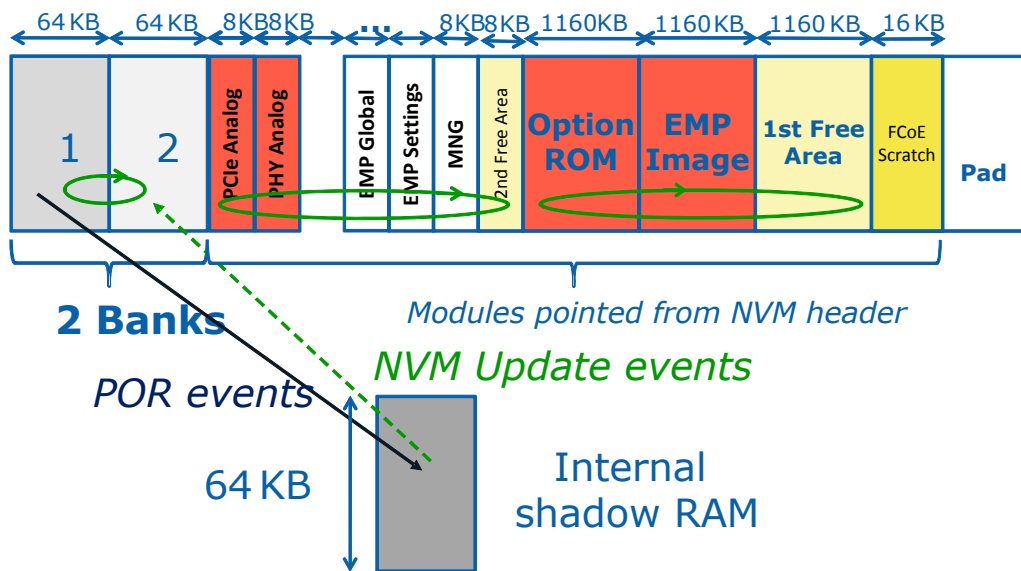 64 KB 64 KB 8KB 8KB ... 8KB 8KB 1160KB 1160 KB 1160 KB 16 KB
1
2
PCIe Analog
PHY Analog
EMP Global
EMP Settings
MNG
2nd Free Area
Option
ROM
EMP
Image
1st Free
Area
FCoE
Scratch
Pad
2 Banks
Modules pointed from NVM header
POR events
NVM Update events
64 KB
Internal
shadow RAM